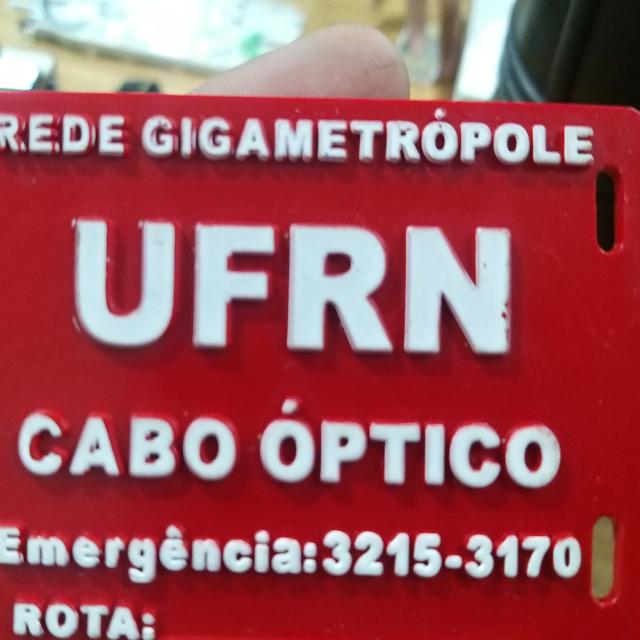 REDE GIGAMETRÓPOLE
UFRN
CABO ÓPTICO
Emergência:3215-3170
ROTA: